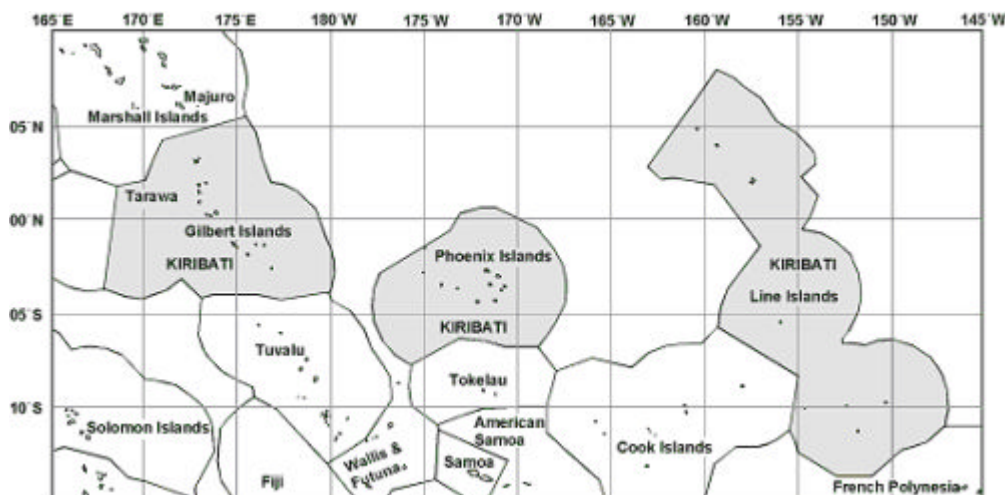 165 E 170°E 175°E 180°W 175°W 170°W 165°W 160°W 155°W 150°W 145°W
Majuro
Marshall Islands
05°N
Tarawa
00°N
Gilbert Islands
KIRIBATI
Phoenix Islands
KIRIBATI
KIRIBATI
Line Islands
05°S
Tuvalu
Tokelau
10°S
Solomon Islands
American
Samoa
Cook Islands
Wallis &
Futuna
Samoa
Fiji
French Polynesia